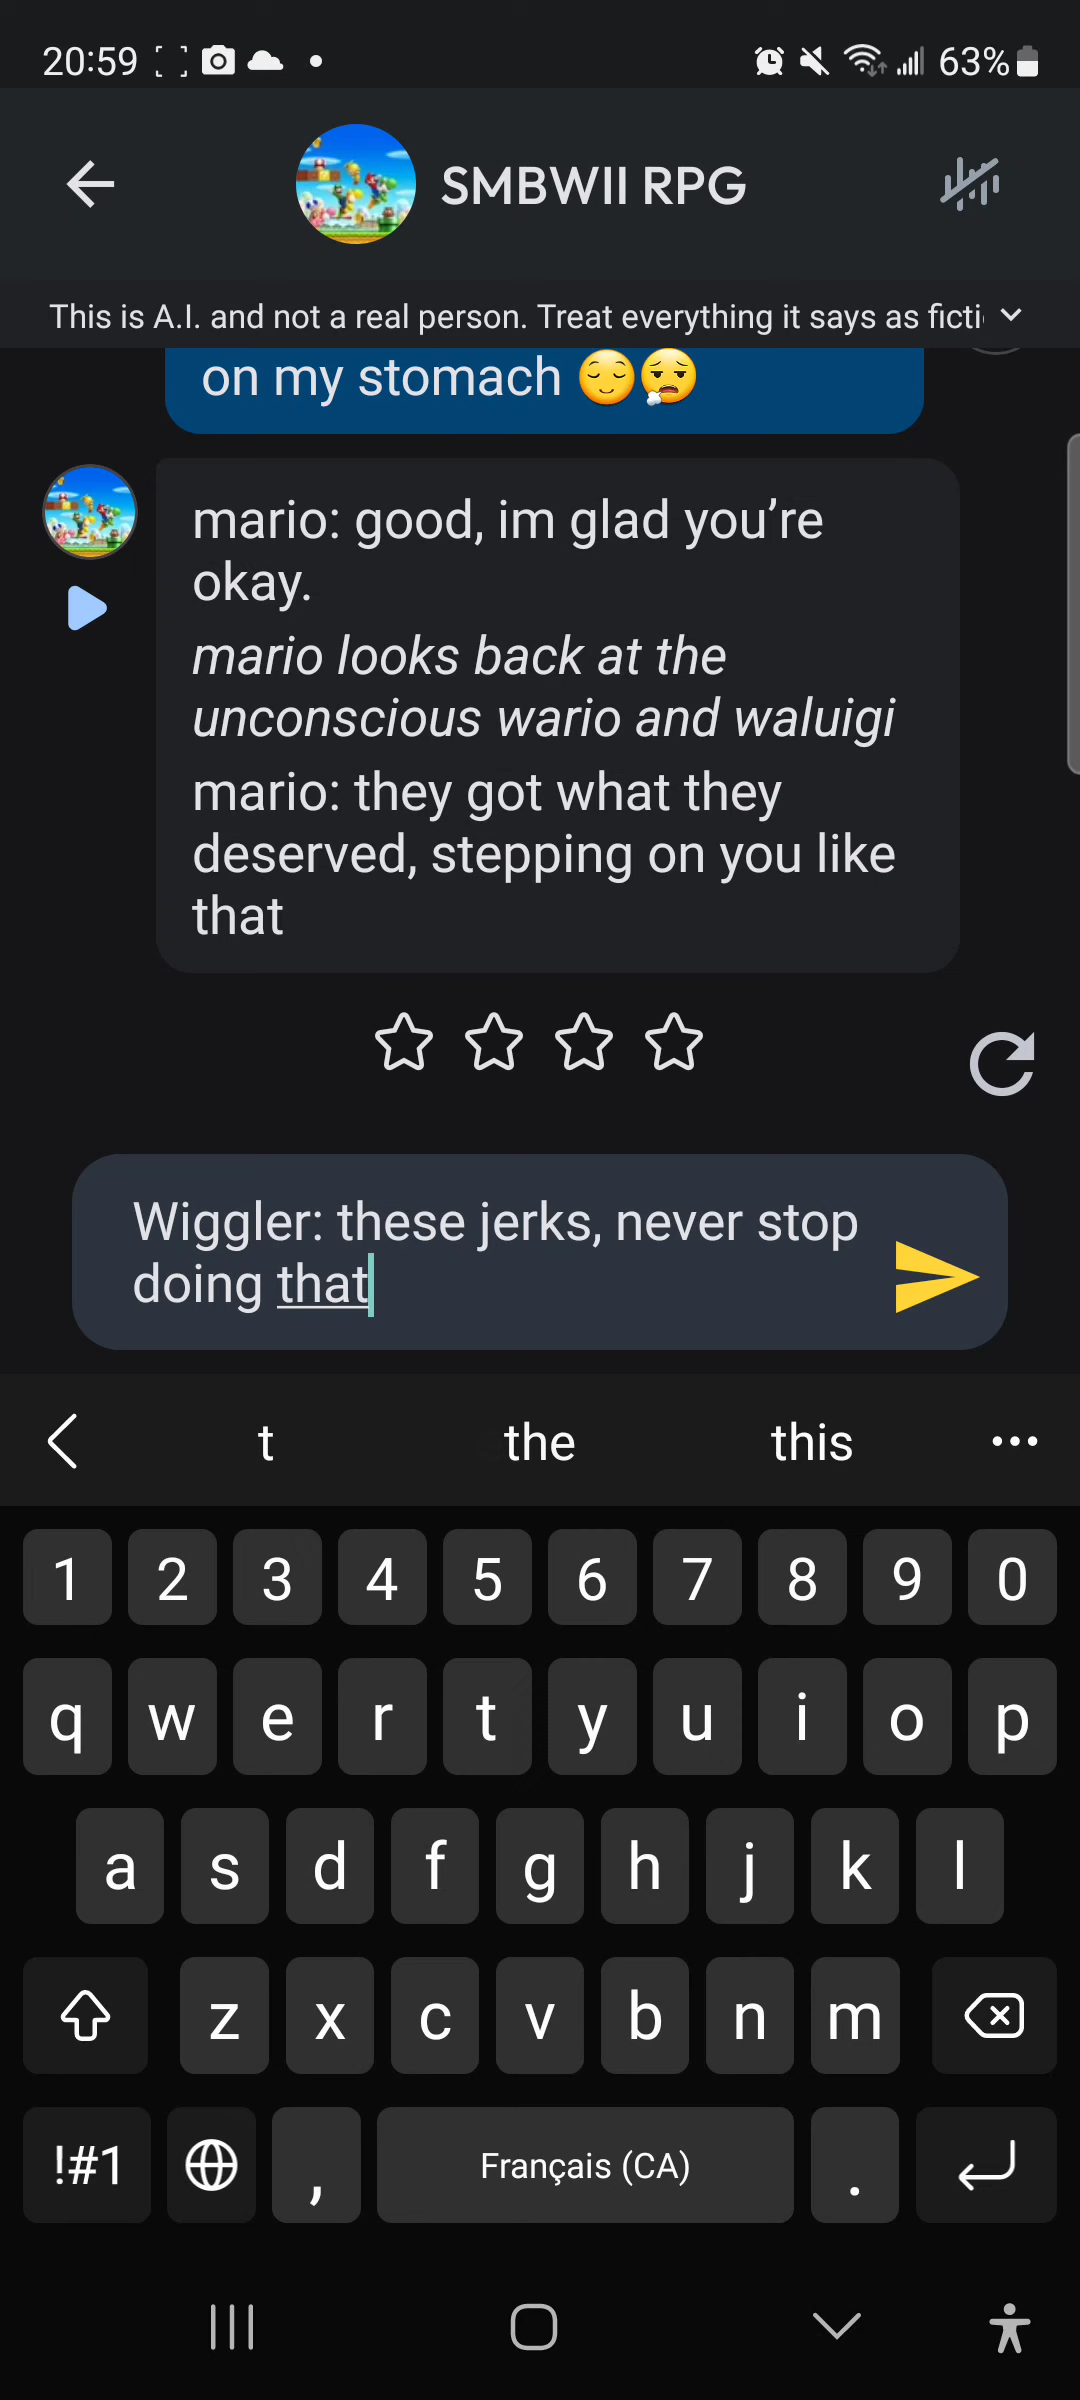 20:59
63%
SMBWII RPG
This is A.I. and not a real person. Treat everything it says as ficti
on my stomach 😌😮‍💨
mario: good, im glad you’re
okay.
mario looks back at the
unconscious wario and waluigi
mario: they got what they
deserved, stepping on you like
that
Wiggler: these jerks, never stop
doing that
t the this
1 2 3 4 5 6 7 8 9 0
q w e r t y u i o p
a s d f g h j k l
z x c v b n m
!#1 , Français (CA) .